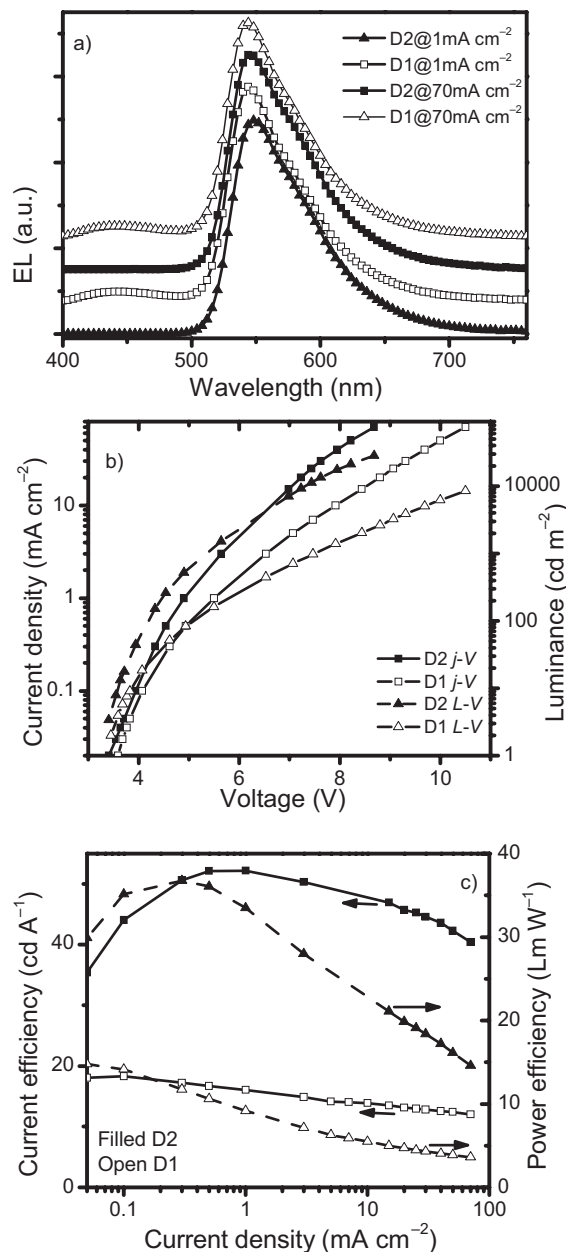 a)
D2@1mA cm⁻²
D1@1mA cm⁻²
D2@70mA cm⁻²
D1@70mA cm⁻²
EL (a.u.)
400 500 600 700
Wavelength (nm)
b)
10
1
0.1
Current density (mA cm⁻²)
10000
100
1
Luminance (cd m⁻²)
D2 j-V
D1 j-V
D2 L-V
D1 L-V
4 6 8 10
Voltage (V)
c)
40
20
0
Current efficiency (cd A⁻¹)
40
30
20
10
0
Power efficiency (Lm W⁻¹)
Filled D2
Open D1
0.1 1 10 100
Current density (mA cm⁻²)